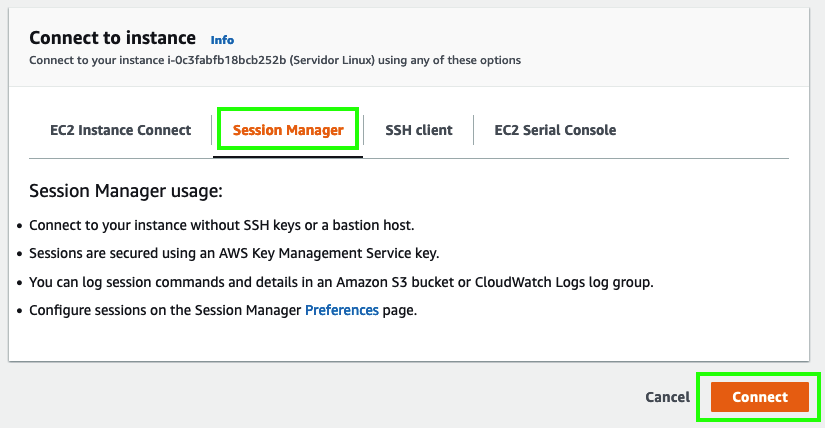 Connect to instance Info
Connect to your instance i-0c3fabfb18bcb252b (Servidor Linux) using any of these options
EC2 Instance Connect
Session Manager
SSH client
EC2 Serial Console
Session Manager usage:
• Connect to your instance without SSH keys or a bastion host.
• Sessions are secured using an AWS Key Management Service key.
• You can log session commands and details in an Amazon S3 bucket or CloudWatch Logs log group.
• Configure sessions on the Session Manager Preferences page.
Cancel
Connect